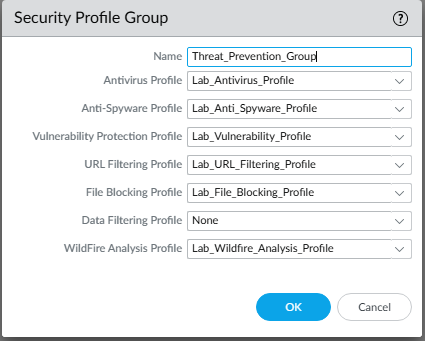 Security Profile Group
Name Threat_Prevention_Group
Antivirus Profile Lab_Antivirus_Profile
Anti-Spyware Profile Lab_Anti_Spyware_Profile
Vulnerability Protection Profile Lab_Vulnerability_Profile
URL Filtering Profile Lab_URL_Filtering_Profile
File Blocking Profile Lab_File_Blocking_Profile
Data Filtering Profile None
WildFire Analysis Profile Lab_Wildfire_Analysis_Profile
OK Cancel